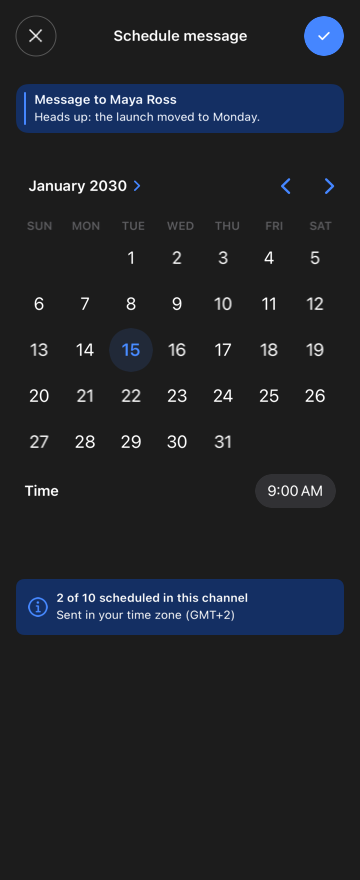 Schedule message
Message to Maya Ross
Heads up: the launch moved to Monday.
January 2030
SUN MON TUE WED THU FRI SAT
1 2 3 4 5
6 7 8 9 10 11 12
13 14 15 16 17 18 19
20 21 22 23 24 25 26
27 28 29 30 31
Time 9:00 AM
2 of 10 scheduled in this channel
Sent in your time zone (GMT+2)